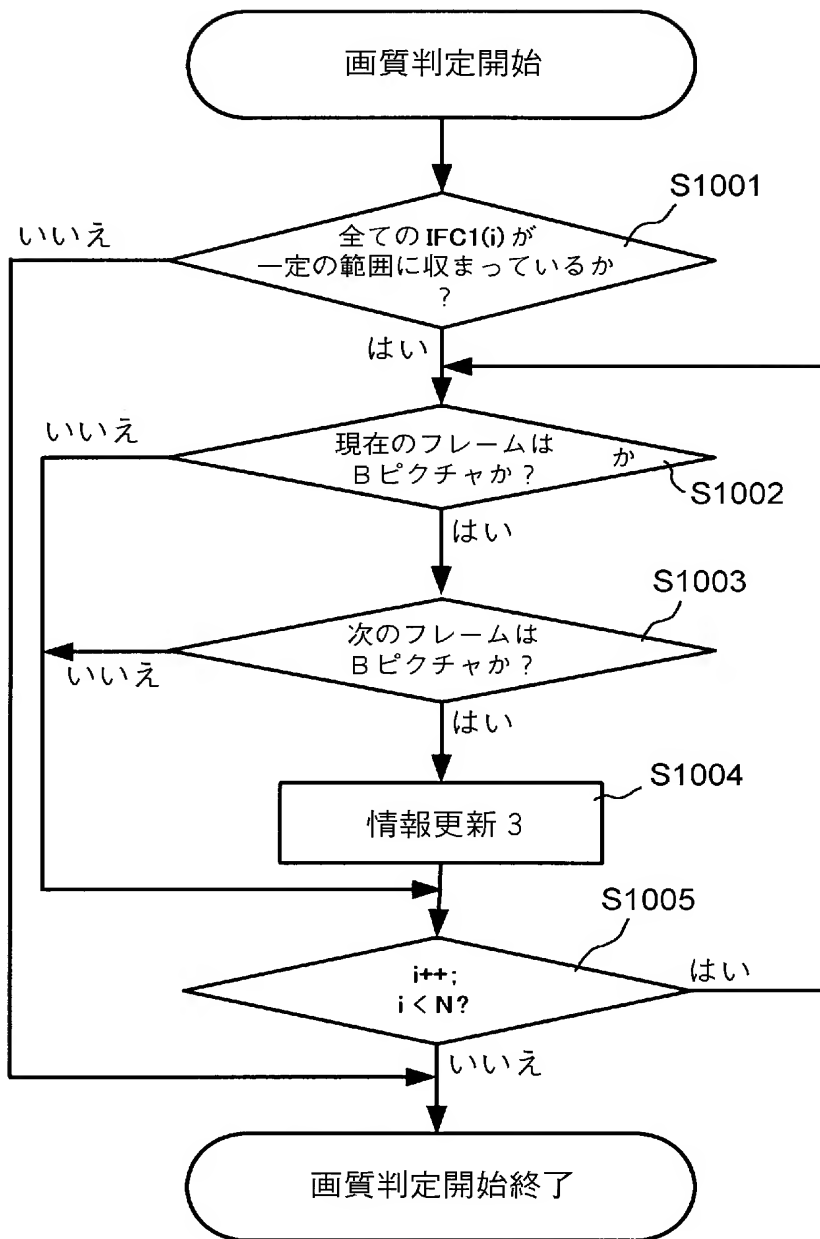 画質判定開始
S1001
いいえ
全ての IFC1(i) が
一定の範囲に収まっているか
?
はい
いいえ
現在のフレームは
Bピクチャか? か
S1002
はい
S1003
次のフレームは
Bピクチャか?
いいえ
はい
S1004
情報更新 3
S1005
i++;
i < N?
はい
いいえ
画質判定開始終了